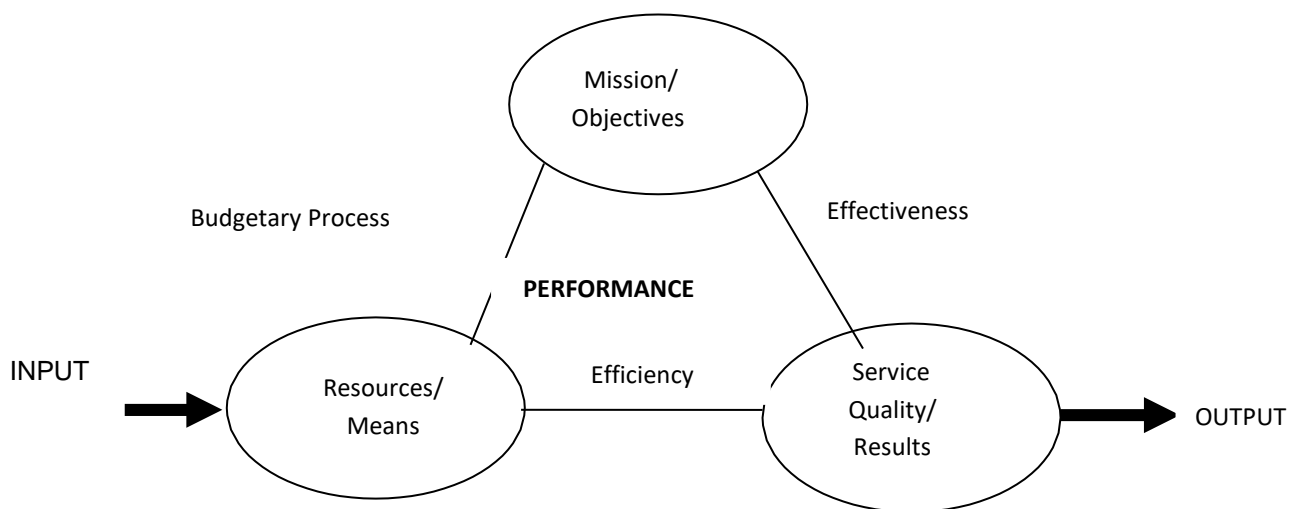 Mission/
Objectives
Budgetary Process
Effectiveness
PERFORMANCE
INPUT
Resources/
Means
Efficiency
Service
Quality/
Results
OUTPUT